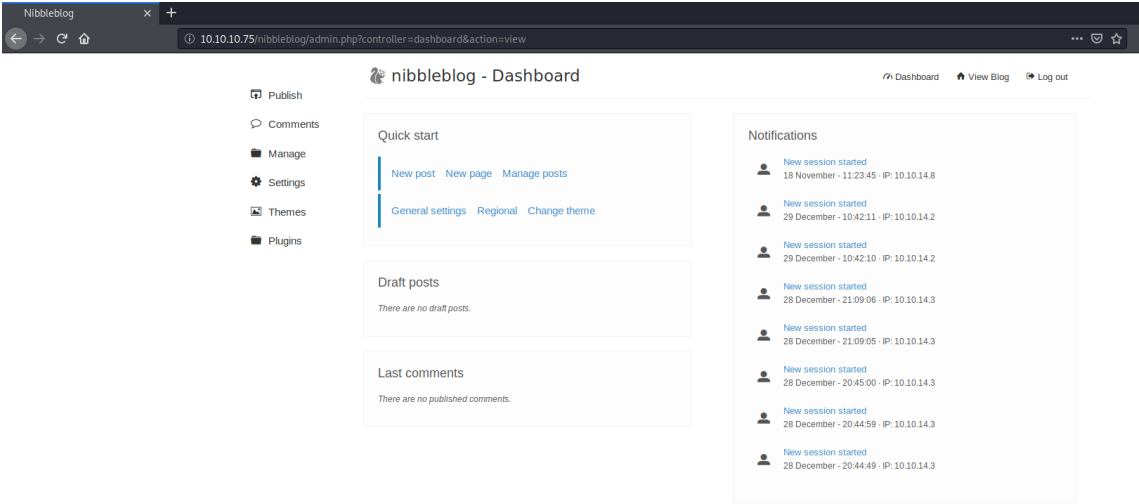 Nibbleblog
10.10.10.75/nibbleblog/admin.php?controller=dashboard&action=view
nibbleblog - Dashboard
Dashboard View Blog Log out
Publish
Comments
Manage
Settings
Themes
Plugins
Quick start
New post New page Manage posts
General settings Regional Change theme
Draft posts
There are no draft posts.
Last comments
There are no published comments.
Notifications
New session started
18 November - 11:23:45 · IP: 10.10.14.8
New session started
29 December - 10:42:11 · IP: 10.10.14.2
New session started
29 December - 10:42:10 · IP: 10.10.14.2
New session started
28 December - 21:09:06 · IP: 10.10.14.3
New session started
28 December - 21:09:05 · IP: 10.10.14.3
New session started
28 December - 20:45:00 · IP: 10.10.14.3
New session started
28 December - 20:44:59 · IP: 10.10.14.3
New session started
28 December - 20:44:49 · IP: 10.10.14.3